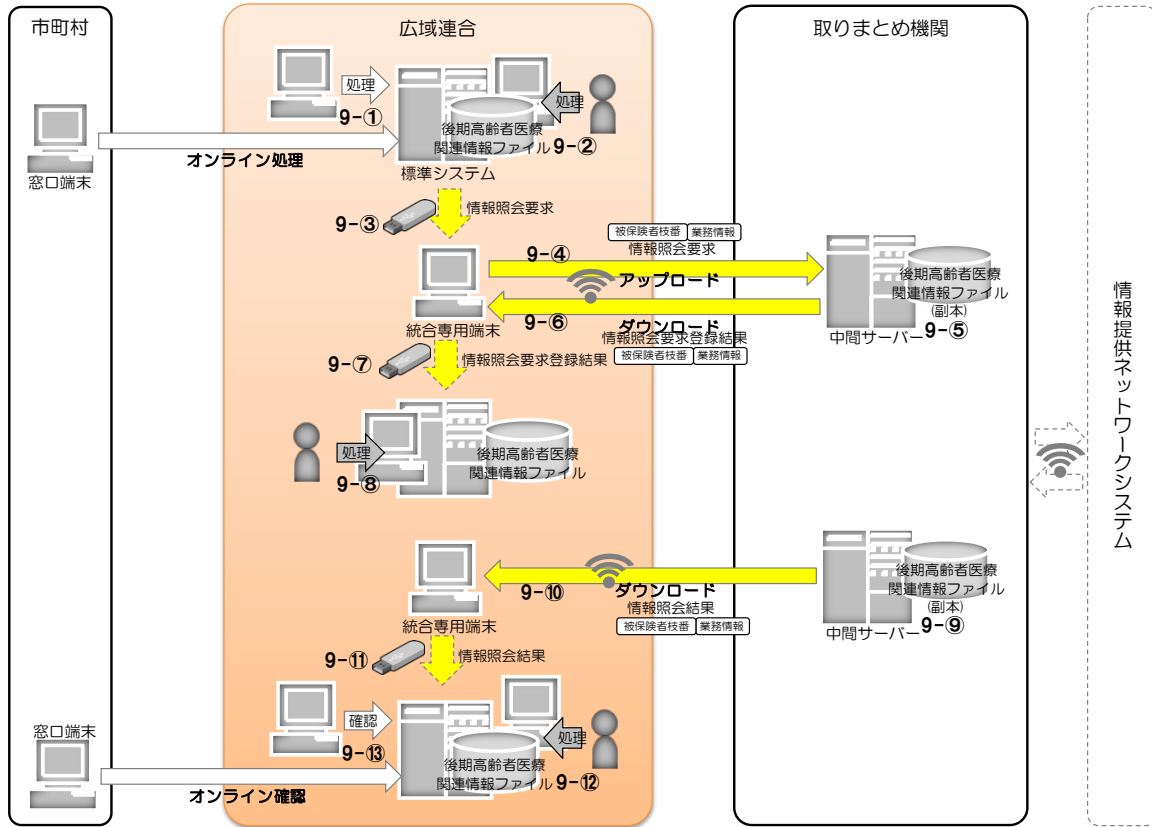 市町村
広域連合
取りまとめ機関
処理
9-①
処理
後期高齢者医療
関連情報ファイル
9-②
標準システム
窓口端末
オンライン処理
9-③
情報照会要求
被保険者枝番
業務情報
情報照会要求
9-④
アップロード
統合専用端末
9-⑥
ダウンロード
情報照会要求登録結果
被保険者枝番
業務情報
後期高齢者医療
関連情報ファイル
(副本)
中間サーバー
9-⑤
9-⑦
情報照会要求登録結果
処理
9-⑧
後期高齢者医療
関連情報ファイル
情報提供ネットワークシステム
9-⑩
ダウンロード
情報照会結果
被保険者枝番
業務情報
統合専用端末
後期高齢者医療
関連情報ファイル
(副本)
中間サーバー
9-⑨
9-⑪
情報照会結果
確認
9-⑬
処理
後期高齢者医療
関連情報ファイル
9-⑫
窓口端末
オンライン確認